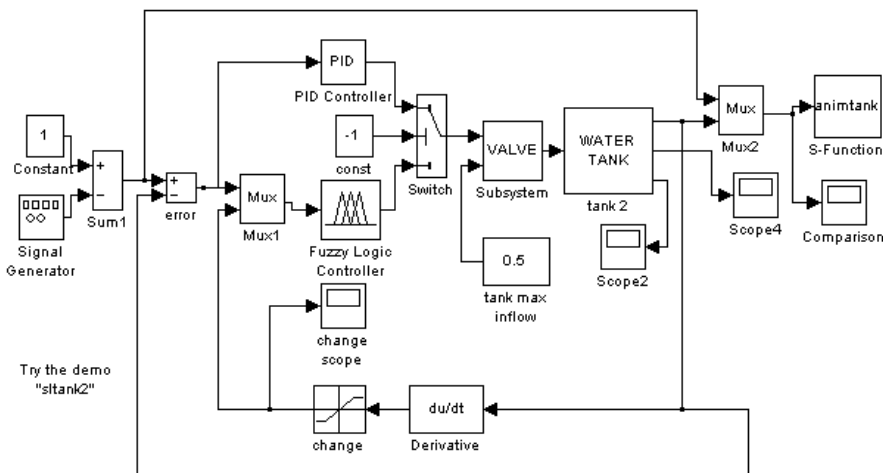 PID
PID Controller
1
Constant
+
−
Sum1
Signal
Generator
+
−
error
Mux
Mux1
-1
const
Fuzzy Logic
Controller
Switch
VALVE
Subsystem
WATER
TANK
tank 2
Mux
Mux2
animtank
S-Function
Scope4
Comparison
Scope2
0.5
tank max
inflow
change
scope
Try the demo
"sltank2"
change
du/dt
Derivative